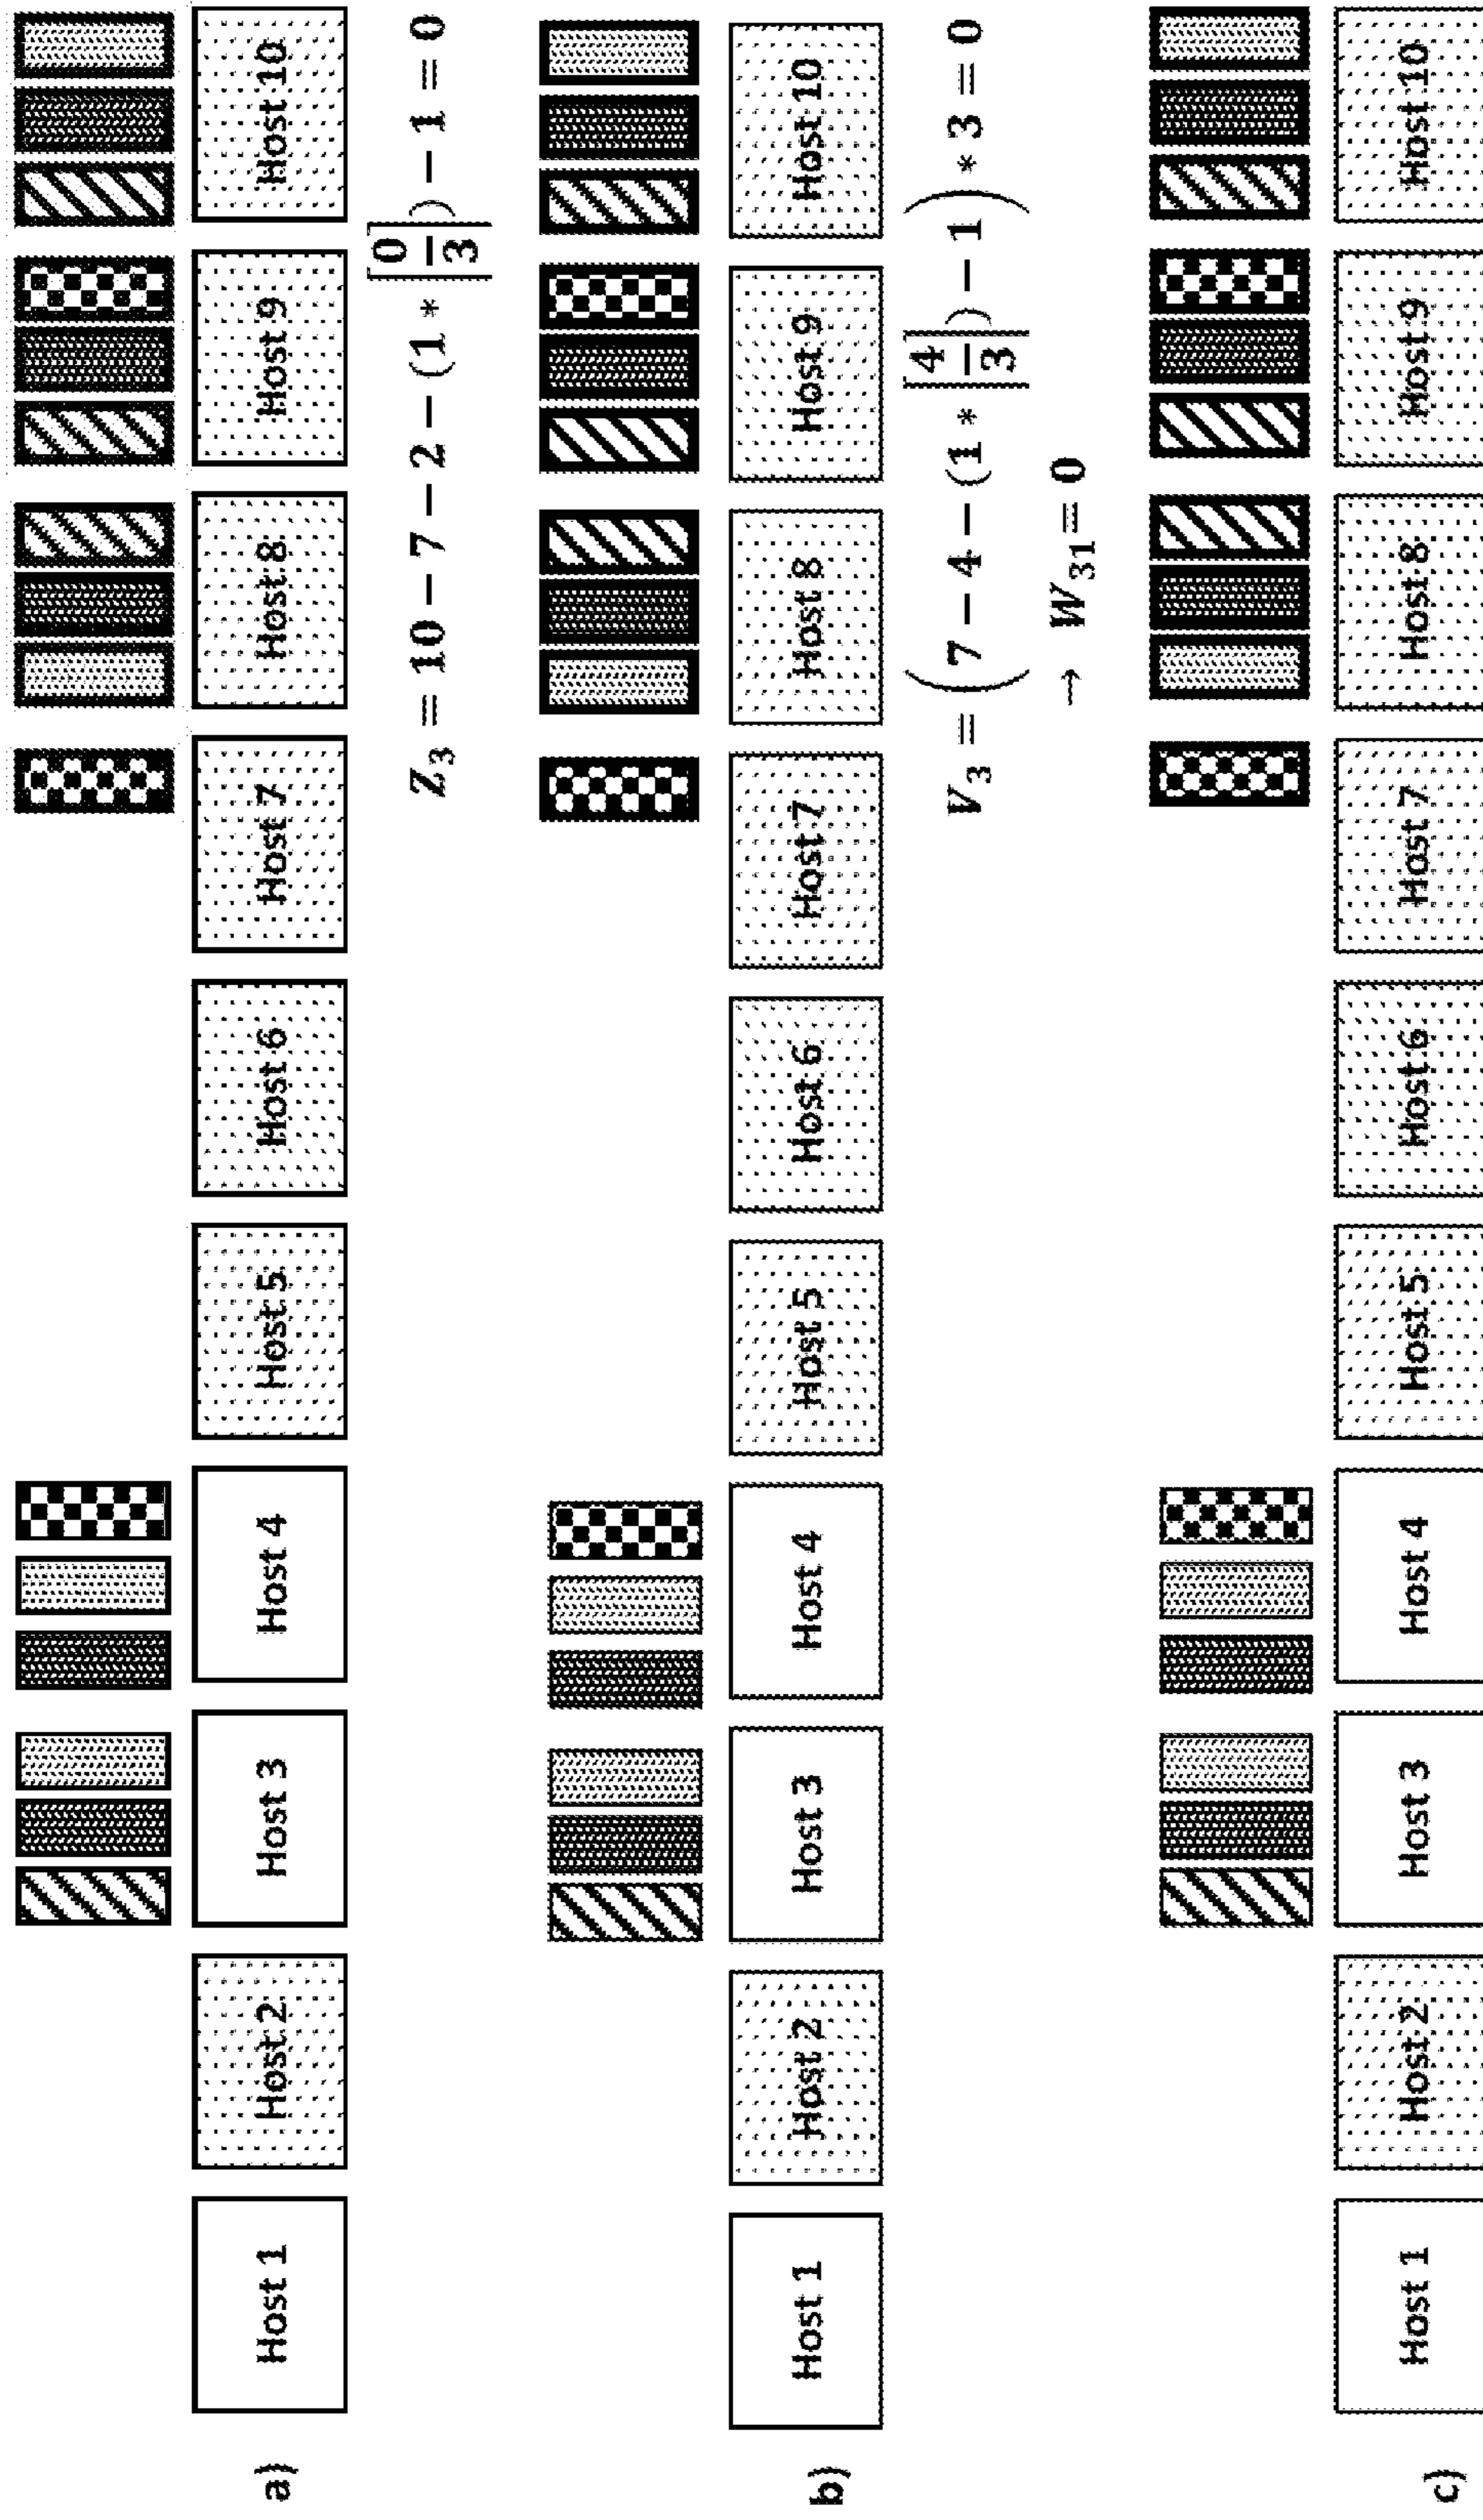 a) Host 1 Host 2 Host 3 Host 4 Host 5 Host 6 Host 7 Host 8 Host 9 Host 10
Z₃ = 10 − 7 − 2 − (1 * ⌈0/3⌉) − 1 = 0
b) Host 1 Host 2 Host 3 Host 4 Host 5 Host 6 Host 7 Host 8 Host 9 Host 10
V₃ = (7 − 4 − (1 * ⌈4/3⌉) − 1) * 3 = 0
→ W₃₁ = 0
c) Host 1 Host 2 Host 3 Host 4 Host 5 Host 6 Host 7 Host 8 Host 9 Host 10